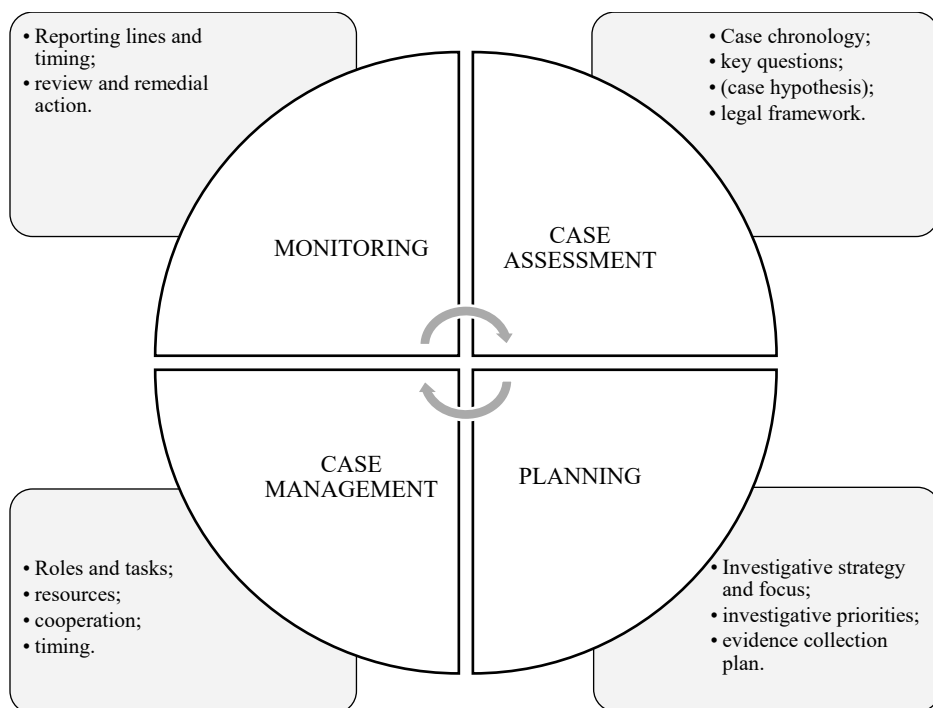 • Reporting lines and
timing;
• review and remedial
action.
• Case chronology;
• key questions;
• (case hypothesis);
• legal framework.
MONITORING
CASE
ASSESSMENT
CASE
MANAGEMENT
PLANNING
• Roles and tasks;
• resources;
• cooperation;
• timing.
• Investigative strategy
and focus;
• investigative priorities;
• evidence collection
plan.